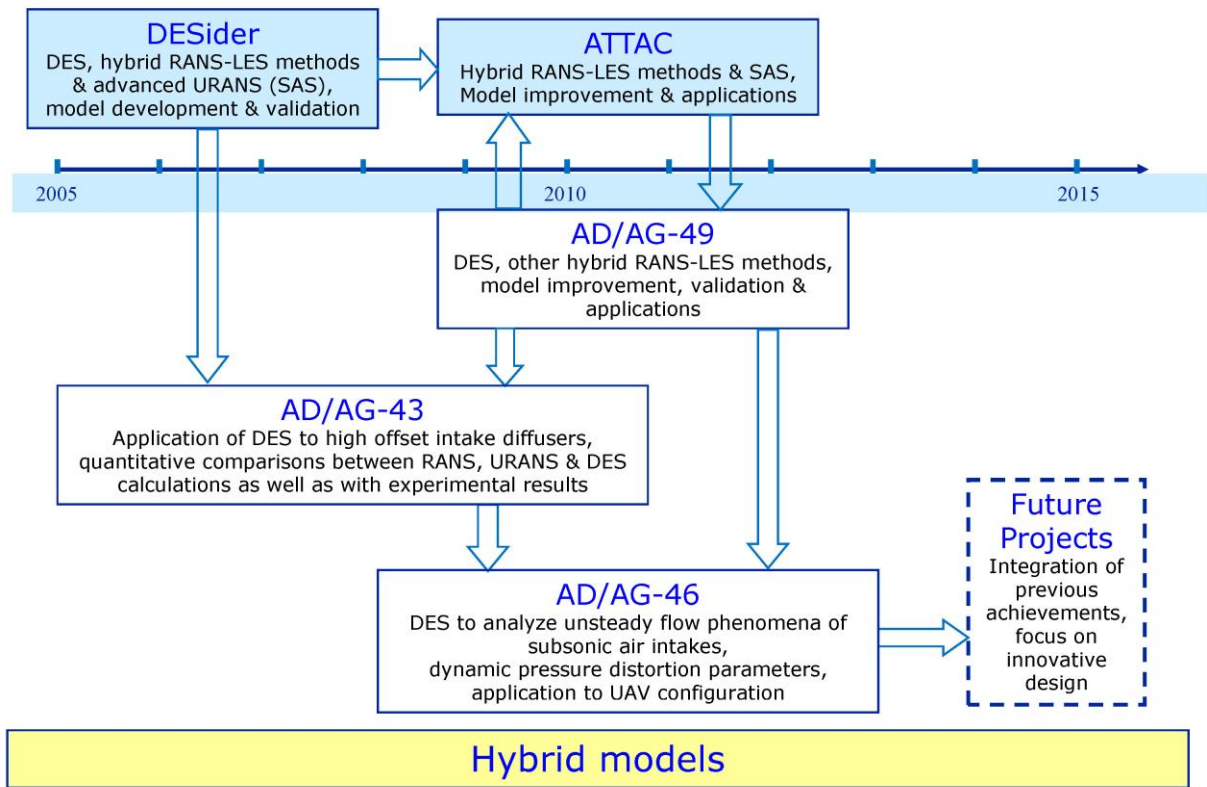 DESider
DES, hybrid RANS-LES methods
& advanced URANS (SAS),
model development & validation
ATTAC
Hybrid RANS-LES methods & SAS,
Model improvement & applications
2005
2010
2015
AD/AG-49
DES, other hybrid RANS-LES methods,
model improvement, validation &
applications
AD/AG-43
Application of DES to high offset intake diffusers,
quantitative comparisons between RANS, URANS & DES
calculations as well as with experimental results
AD/AG-46
DES to analyze unsteady flow phenomena of
subsonic air intakes,
dynamic pressure distortion parameters,
application to UAV configuration
Future
Projects
Integration of
previous
achievements,
focus on
innovative
design
Hybrid models